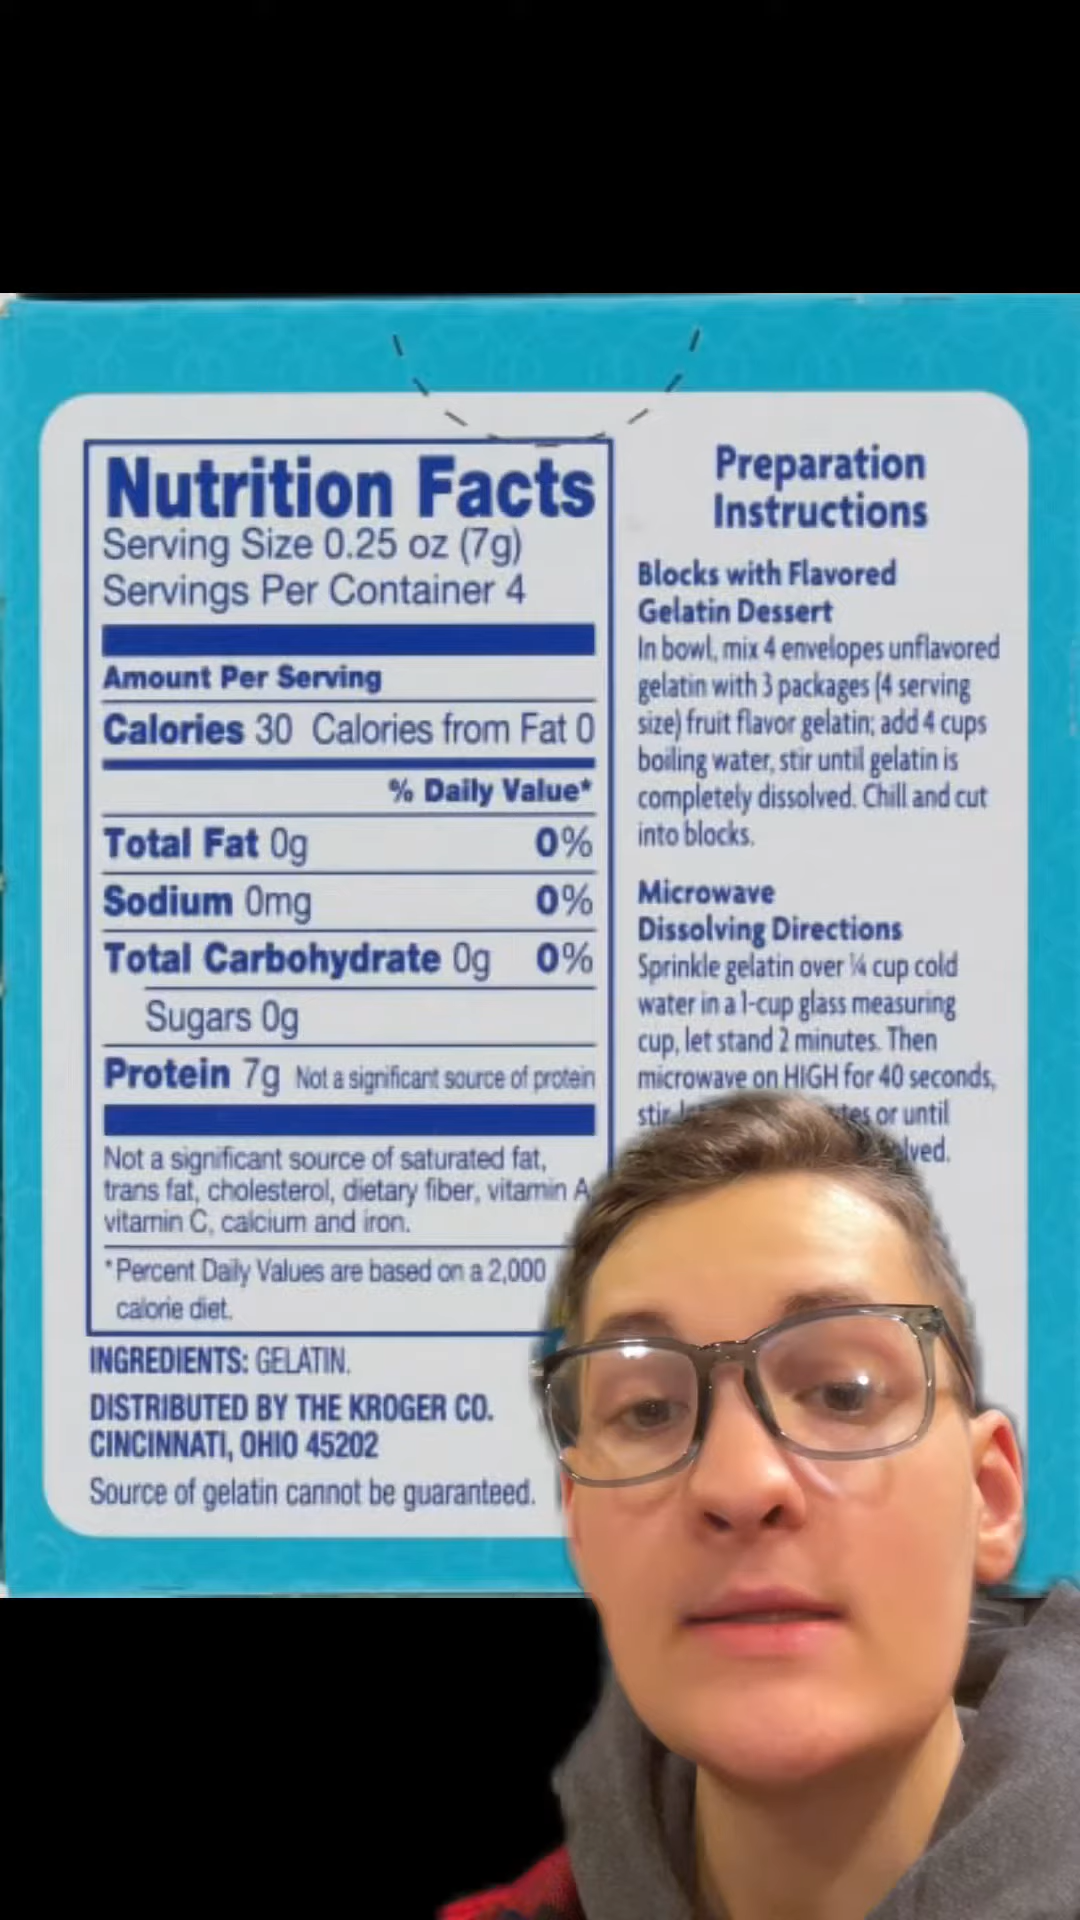 Nutrition Facts
Serving Size 0.25 oz (7g)
Servings Per Container 4
Amount Per Serving
Calories 30 Calories from Fat 0
% Daily Value*
Total Fat 0g 0%
Sodium 0mg 0%
Total Carbohydrate 0g 0%
Sugars 0g
Protein 7g Not a significant source of protein
Not a significant source of saturated fat,
trans fat, cholesterol, dietary fiber, vitamin A,
vitamin C, calcium and iron.
*Percent Daily Values are based on a 2,000
calorie diet.
INGREDIENTS: GELATIN.
DISTRIBUTED BY THE KROGER CO.
CINCINNATI, OHIO 45202
Source of gelatin cannot be guaranteed.
Preparation
Instructions
Blocks with Flavored
Gelatin Dessert
In bowl, mix 4 envelopes unflavored
gelatin with 3 packages (4 serving
size) fruit flavor gelatin; add 4 cups
boiling water, stir until gelatin is
completely dissolved. Chill and cut
into blocks.
Microwave
Dissolving Directions
Sprinkle gelatin over ¼ cup cold
water in a 1-cup glass measuring
cup, let stand 2 minutes. Then
microwave on HIGH for 40 seconds,
stir or until